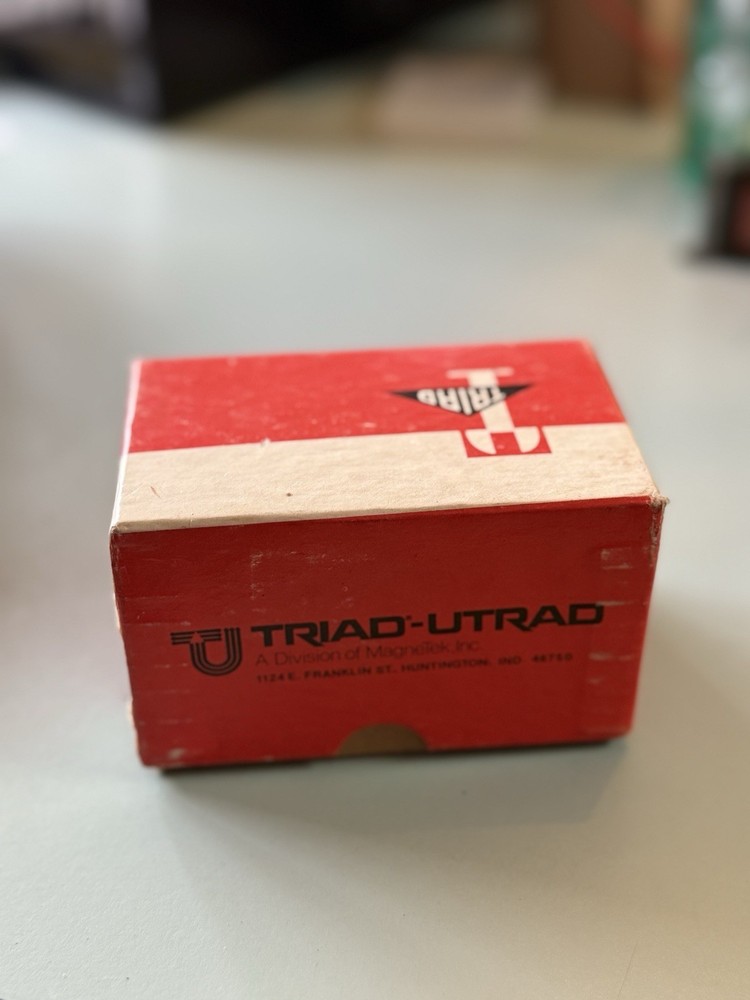 TRIAD
TRIAD®-UTRAD
A Division of MagneTek, Inc.
1124 E. FRANKLIN ST. HUNTINGTON, IND. 46750